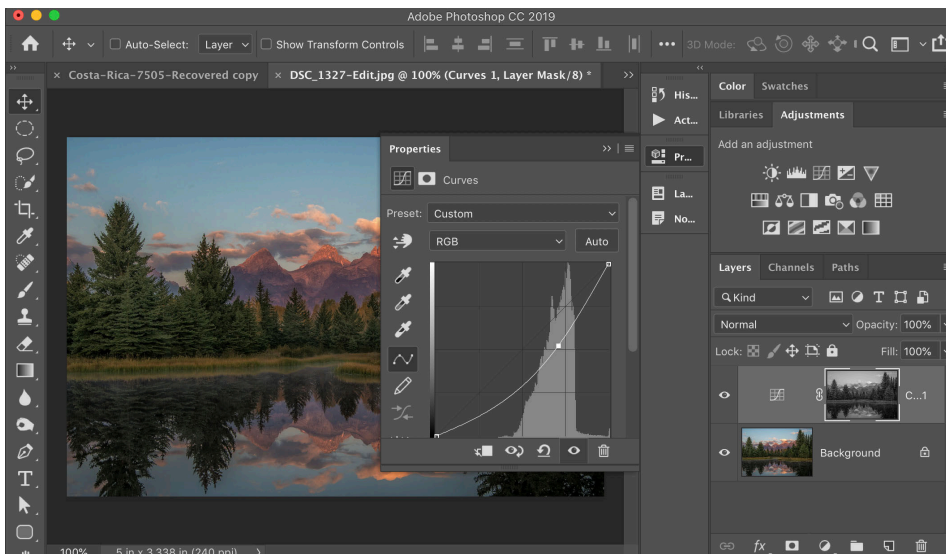 Adobe Photoshop CC 2019
Auto-Select: Layer Show Transform Controls 3D Mode:
× Costa-Rica-7505-Recovered copy × DSC_1327-Edit.jpg @ 100% (Curves 1, Layer Mask/8) * >>
His...
Act...
Pr...
La...
No...
Properties
Curves
Preset: Custom
RGB Auto
Color Swatches
Libraries Adjustments
Add an adjustment
Layers Channels Paths
Kind
Normal Opacity: 100%
Lock: Fill: 100%
C...1
Background
100% 5 in x 3.338 in (240 ppi)